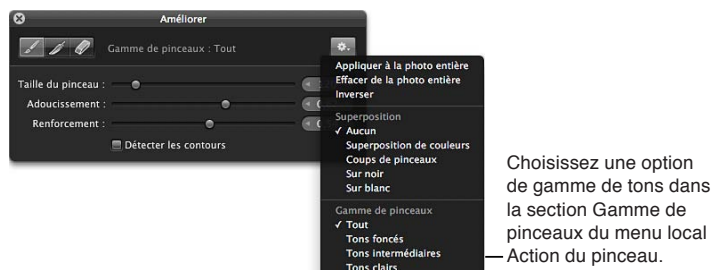 Améliorer
Gamme de pinceaux : Tout
Taille du pinceau :
Adoucissement :
Renforcement :
Détecter les contours
Appliquer à la photo entière
Effacer de la photo entière
Inverser
Superposition
✓ Aucun
Superposition de couleurs
Coups de pinceaux
Sur noir
Sur blanc
Gamme de pinceaux
✓ Tout
Tons foncés
Tons intermédiaires
Tons clairs
Choisissez une option
de gamme de tons dans
la section Gamme de
pinceaux du menu local
Action du pinceau.